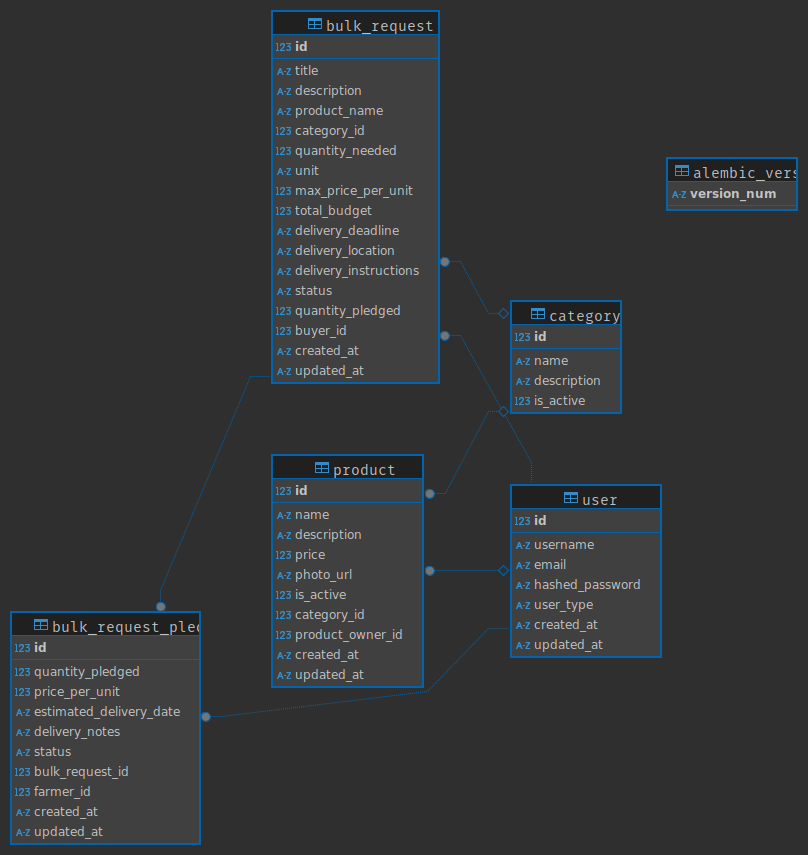 bulk_request
123 id
A-Z title
A-Z description
A-Z product_name
123 category_id
123 quantity_needed
A-Z unit
123 max_price_per_unit
123 total_budget
A-Z delivery_deadline
A-Z delivery_location
A-Z delivery_instructions
A-Z status
123 quantity_pledged
123 buyer_id
A-Z created_at
A-Z updated_at
alembic_vers
A-Z version_num
category
123 id
A-Z name
A-Z description
123 is_active
product
123 id
A-Z name
A-Z description
123 price
A-Z photo_url
123 is_active
123 category_id
123 product_owner_id
A-Z created_at
A-Z updated_at
user
123 id
A-Z username
A-Z email
A-Z hashed_password
A-Z user_type
A-Z created_at
A-Z updated_at
bulk_request_pled
123 id
123 quantity_pledged
123 price_per_unit
A-Z estimated_delivery_date
A-Z delivery_notes
A-Z status
123 bulk_request_id
123 farmer_id
A-Z created_at
A-Z updated_at